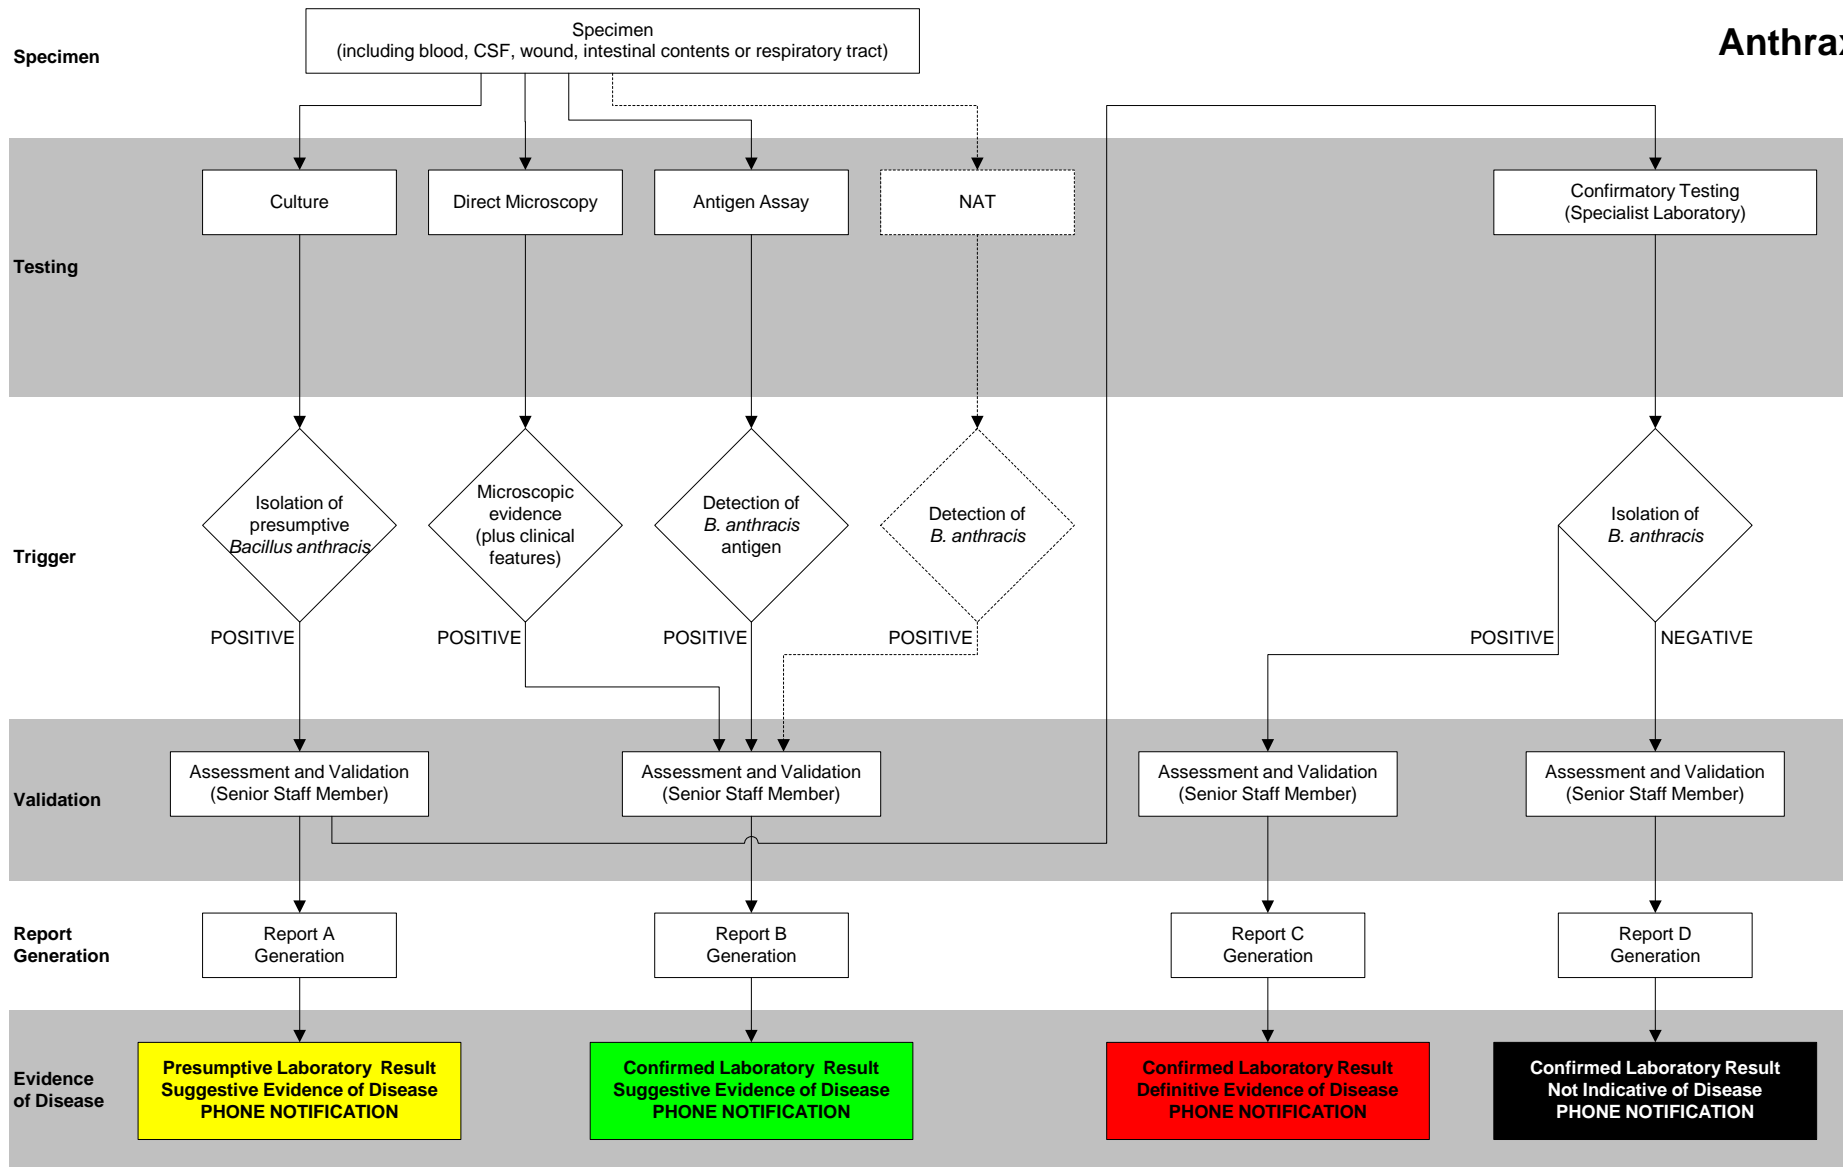 Anthrax
Specimen
Specimen
(including blood, CSF, wound, intestinal contents or respiratory tract)
Testing
Culture
Direct Microscopy
Antigen Assay
NAT
Confirmatory Testing
(Specialist Laboratory)
Trigger
Isolation of
presumptive
Bacillus anthracis
Microscopic
evidence
(plus clinical
features)
Detection of
B. anthracis
antigen
Detection of
B. anthracis
Isolation of
B. anthracis
POSITIVE
POSITIVE
POSITIVE
POSITIVE
POSITIVE
NEGATIVE
Validation
Assessment and Validation
(Senior Staff Member)
Assessment and Validation
(Senior Staff Member)
Assessment and Validation
(Senior Staff Member)
Assessment and Validation
(Senior Staff Member)
Report
Generation
Report A
Generation
Report B
Generation
Report C
Generation
Report D
Generation
Evidence
of Disease
Presumptive Laboratory Result
Suggestive Evidence of Disease
PHONE NOTIFICATION
Confirmed Laboratory Result
Suggestive Evidence of Disease
PHONE NOTIFICATION
Confirmed Laboratory Result
Definitive Evidence of Disease
PHONE NOTIFICATION
Confirmed Laboratory Result
Not Indicative of Disease
PHONE NOTIFICATION